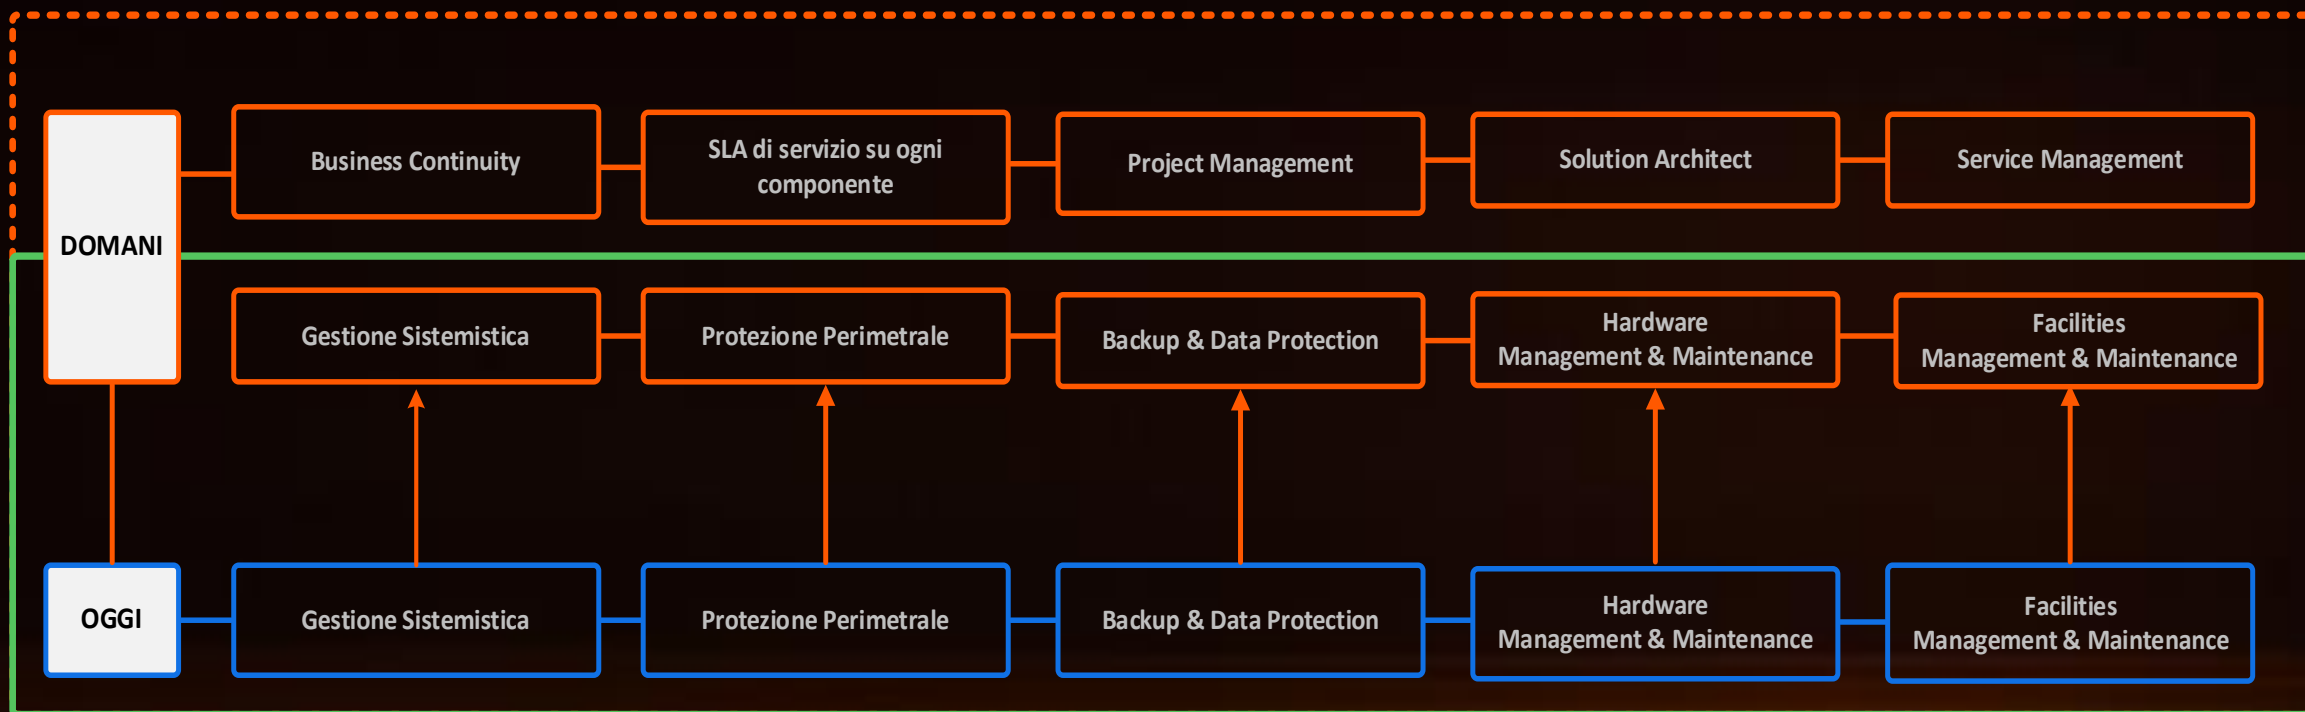 DOMANI
Business Continuity
SLA di servizio su ogni
componente
Project Management
Solution Architect
Service Management
Gestione Sistemistica
Protezione Perimetrale
Backup & Data Protection
Hardware
Management & Maintenance
Facilities
Management & Maintenance
OGGI
Gestione Sistemistica
Protezione Perimetrale
Backup & Data Protection
Hardware
Management & Maintenance
Facilities
Management & Maintenance